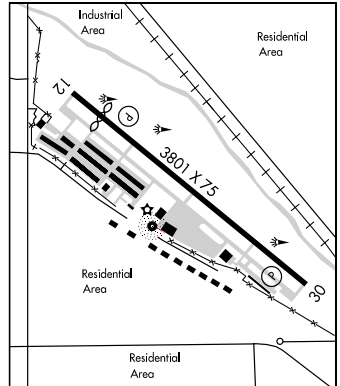 Industrial
Area
Residential
Area
12
P
3801 X 75
P
30
Residential
Area
Residential
Area